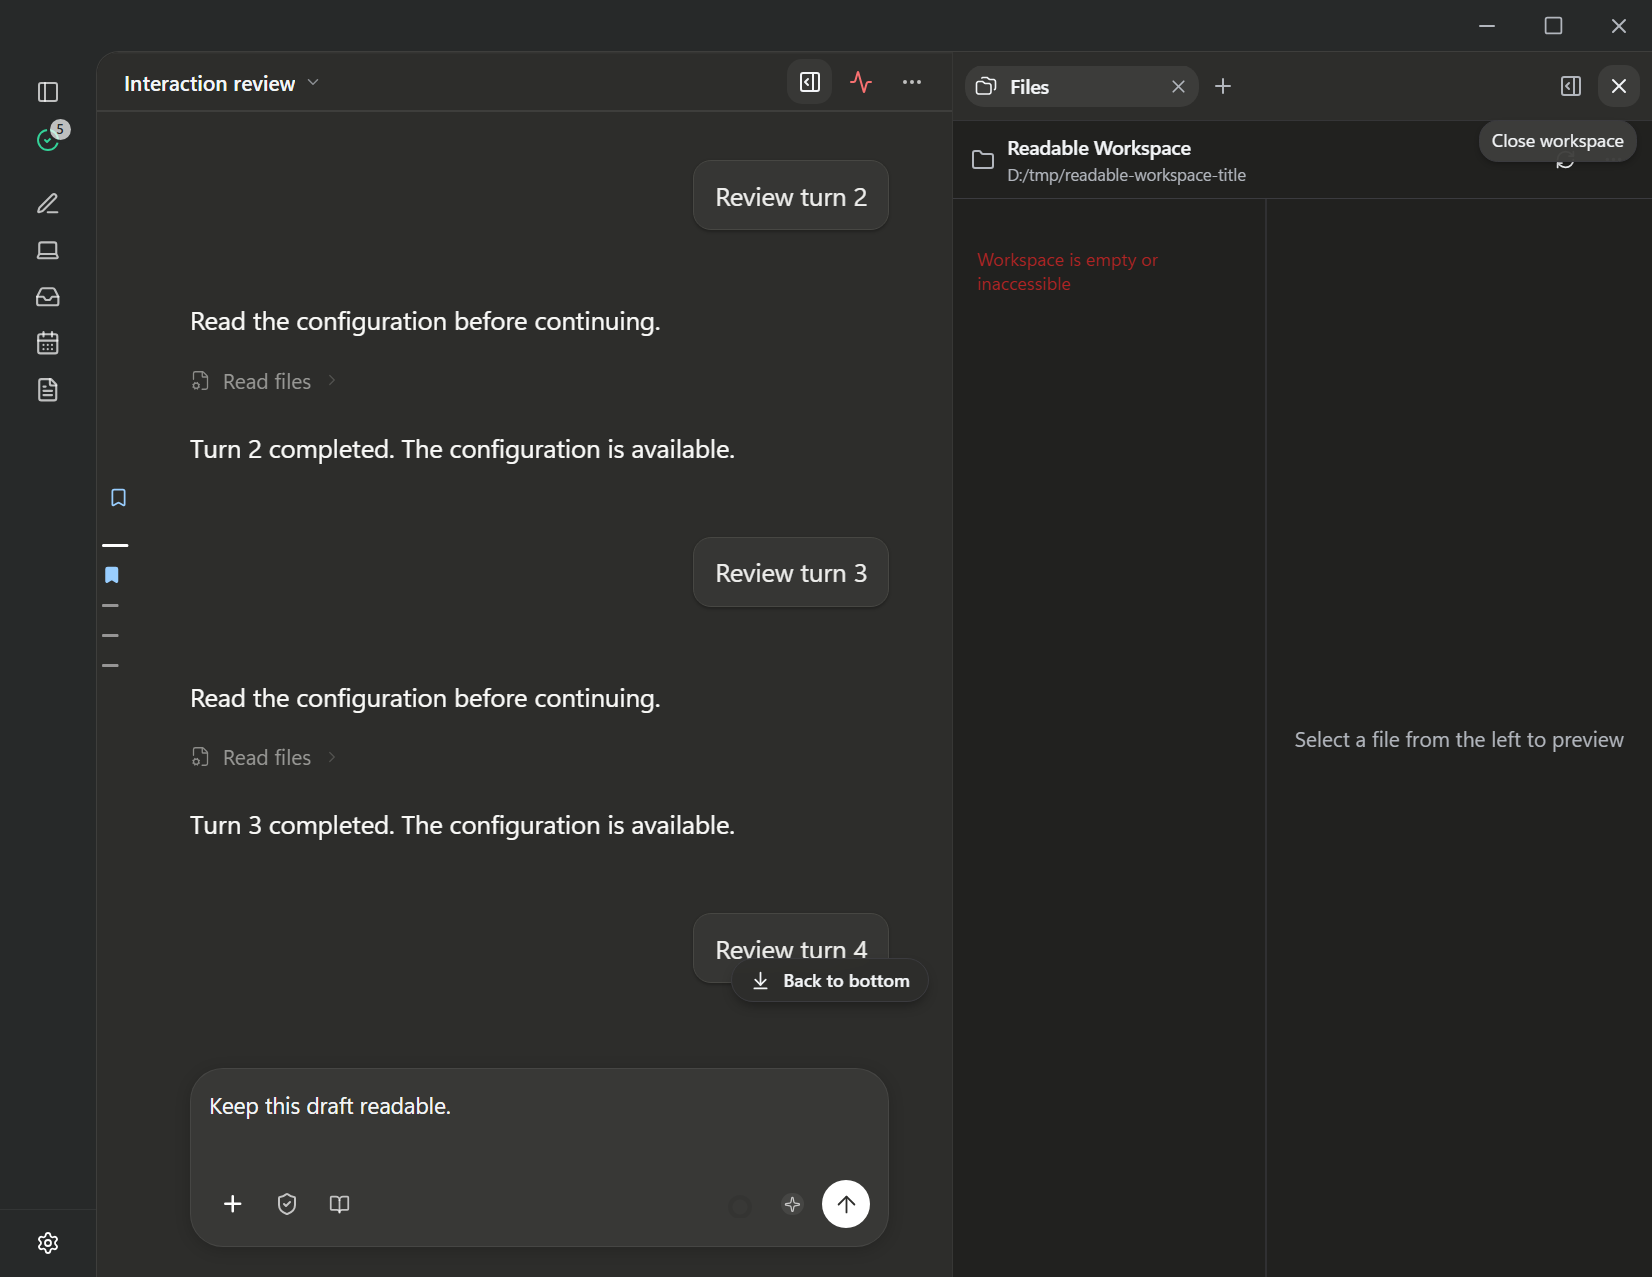 Interaction review
5
Review turn 2
Read the configuration before continuing.
Read files
Turn 2 completed. The configuration is available.
Review turn 3
Read the configuration before continuing.
Read files
Turn 3 completed. The configuration is available.
Review turn 4
Back to bottom
Keep this draft readable.
Files
Close workspace
Readable Workspace
D:/tmp/readable-workspace-title
Workspace is empty or
inaccessible
Select a file from the left to preview